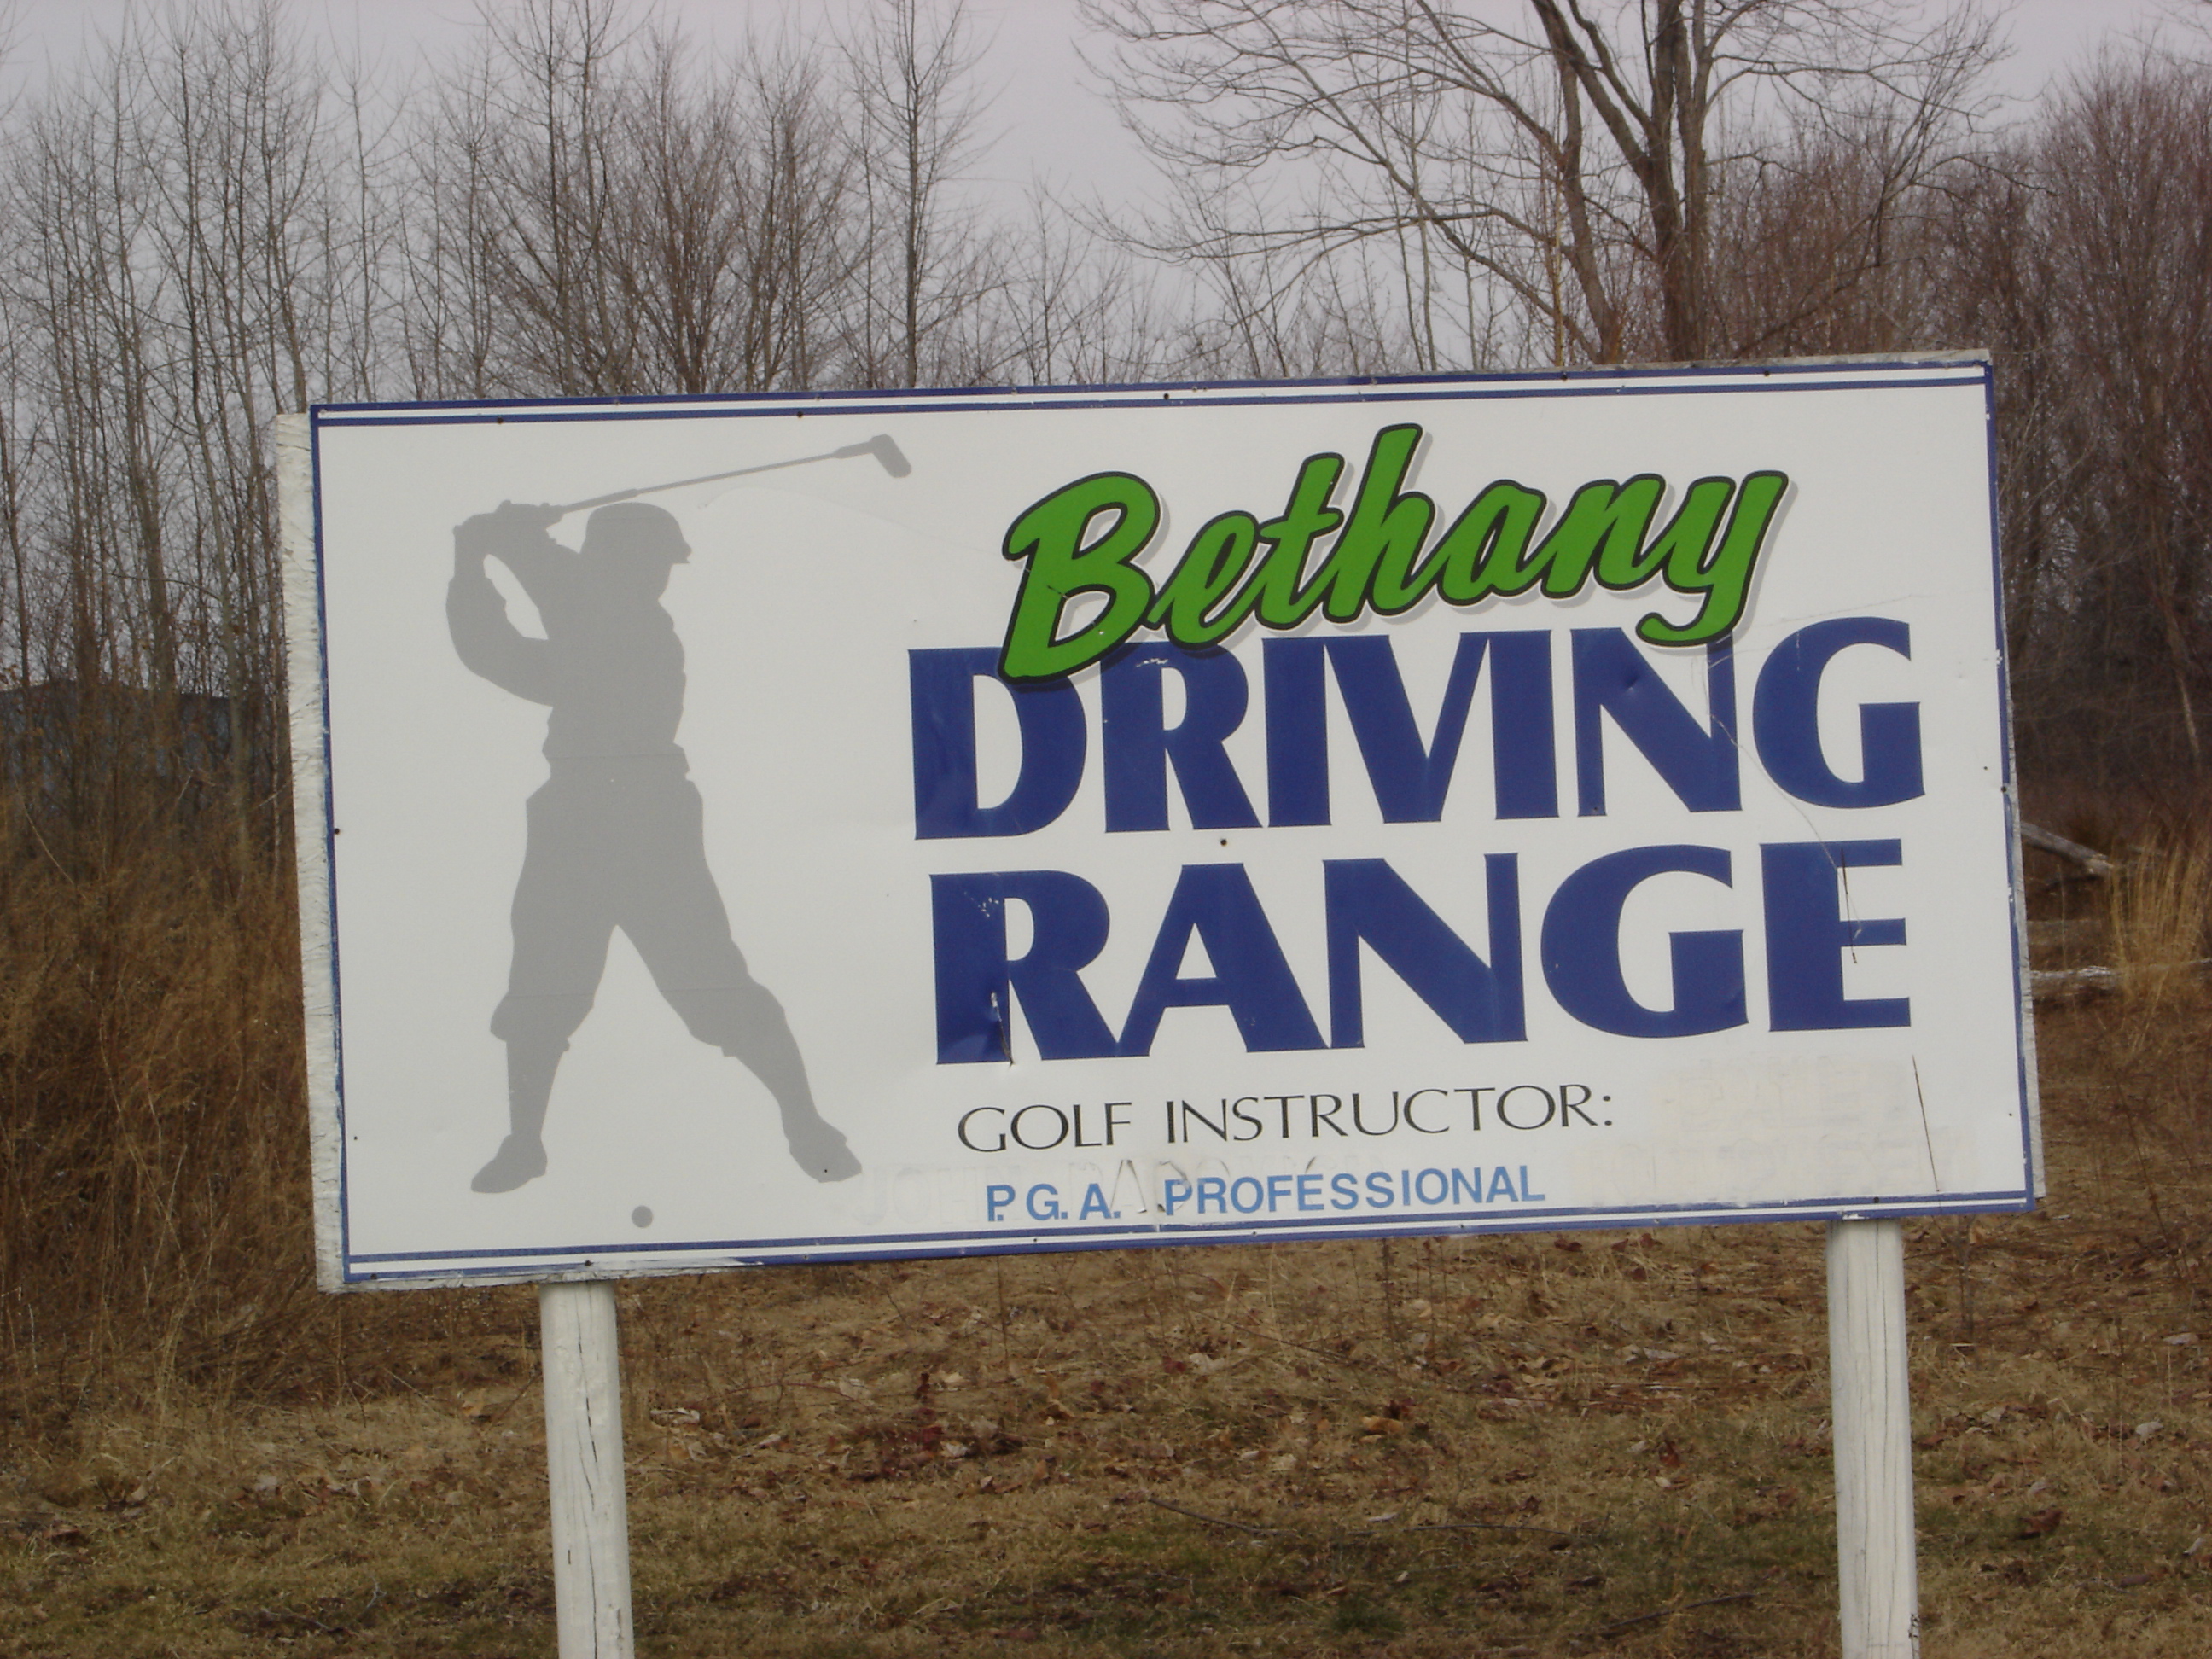 Bethany
DRIVING
RANGE
GOLF INSTRUCTOR:
P.G.A. PROFESSIONAL